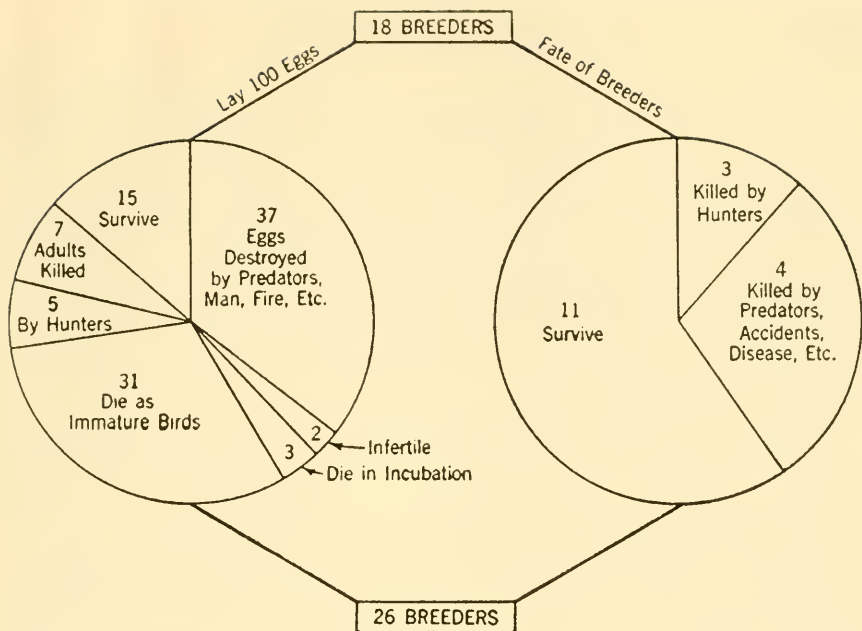 18 BREEDERS
Lay 100 Eggs
Fate of Breeders
15
Survive
7
Adults
Killed
5
By Hunters
31
Die as
Immature Birds
37
Eggs
Destroyed
by Predators,
Man, Fire, Etc.
3
2
Infertile
Die in Incubation
11
Survive
3
Killed by
Hunters
4
Killed by
Predators,
Accidents,
Disease, Etc.
26 BREEDERS